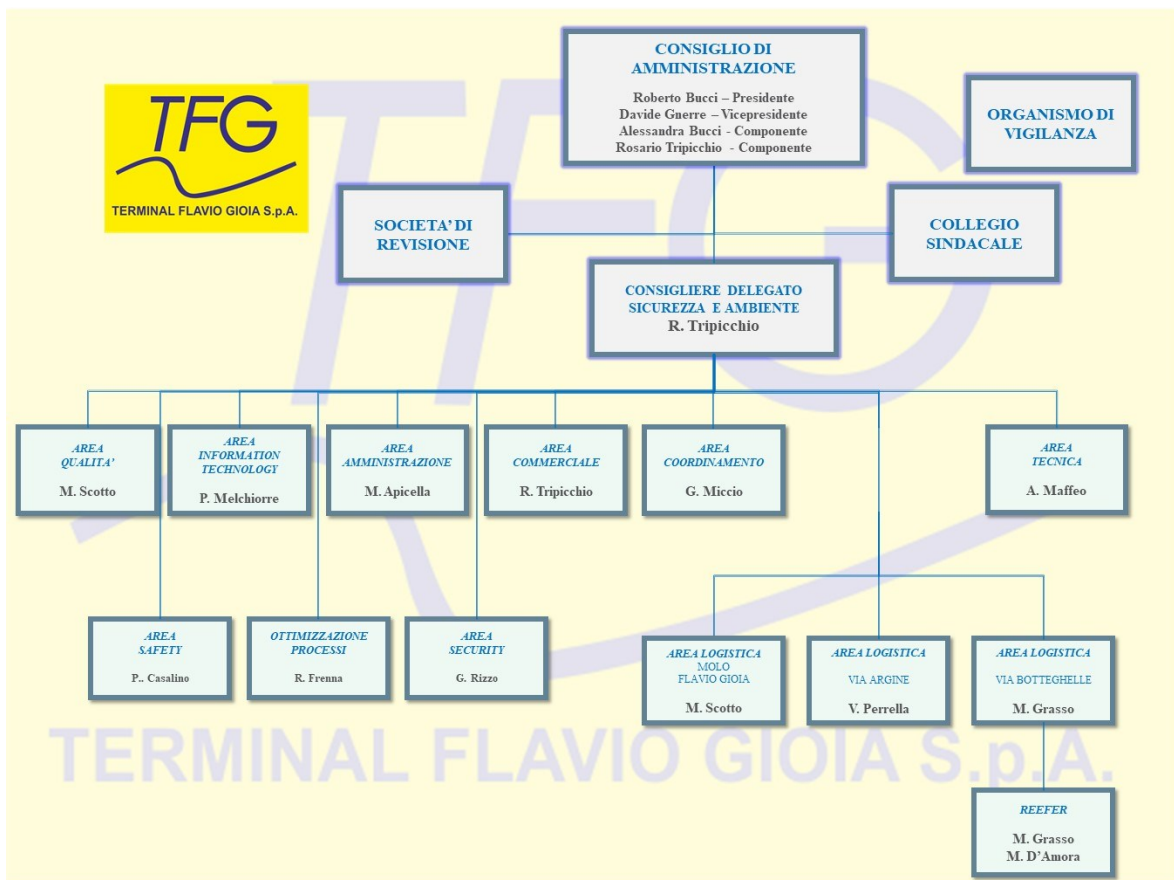 CONSIGLIO DI
AMMINISTRAZIONE
Roberto Bucci – Presidente
Davide Gnerre – Vicepresidente
Alessandra Bucci - Componente
Rosario Tripicchio - Componente
ORGANISMO DI
VIGILANZA
TFG
TERMINAL FLAVIO GIOIA S.p.A.
SOCIETA' DI
REVISIONE
COLLEGIO
SINDACALE
CONSIGLIERE DELEGATO
SICUREZZA E AMBIENTE
R. Tripicchio
AREA
QUALITA'
M. Scotto
AREA
INFORMATION
TECHNOLOGY
P. Melchiorre
AREA
AMMINISTRAZIONE
M. Apicella
AREA
COMMERCIALE
R. Tripicchio
AREA
COORDINAMENTO
G. Miccio
AREA
TECNICA
A. Maffeo
AREA
SAFETY
P.. Casalino
OTTIMIZZAZIONE
PROCESSI
R. Frenna
AREA
SECURITY
G. Rizzo
AREA LOGISTICA
MOLO
FLAVIO GIOIA
M. Scotto
AREA LOGISTICA
VIA ARGINE
V. Perrella
AREA LOGISTICA
VIA BOTTEGHELLE
M. Grasso
REEFER
M. Grasso
M. D'Amora
TFG
TERMINAL FLAVIO GIOIA S.p.A.